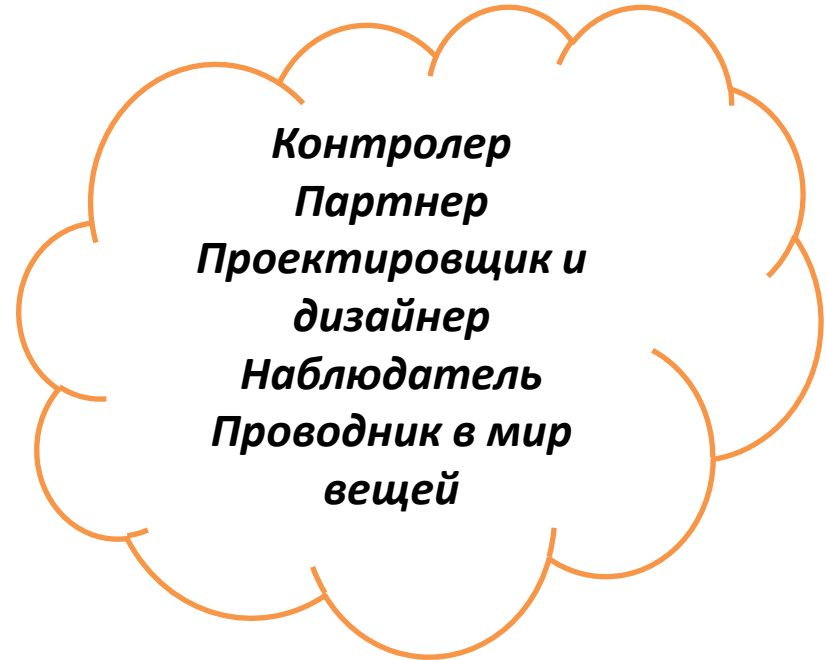 Контролер
Партнер
Проектировщик и
дизайнер
Наблюдатель
Проводник в мир
вещей